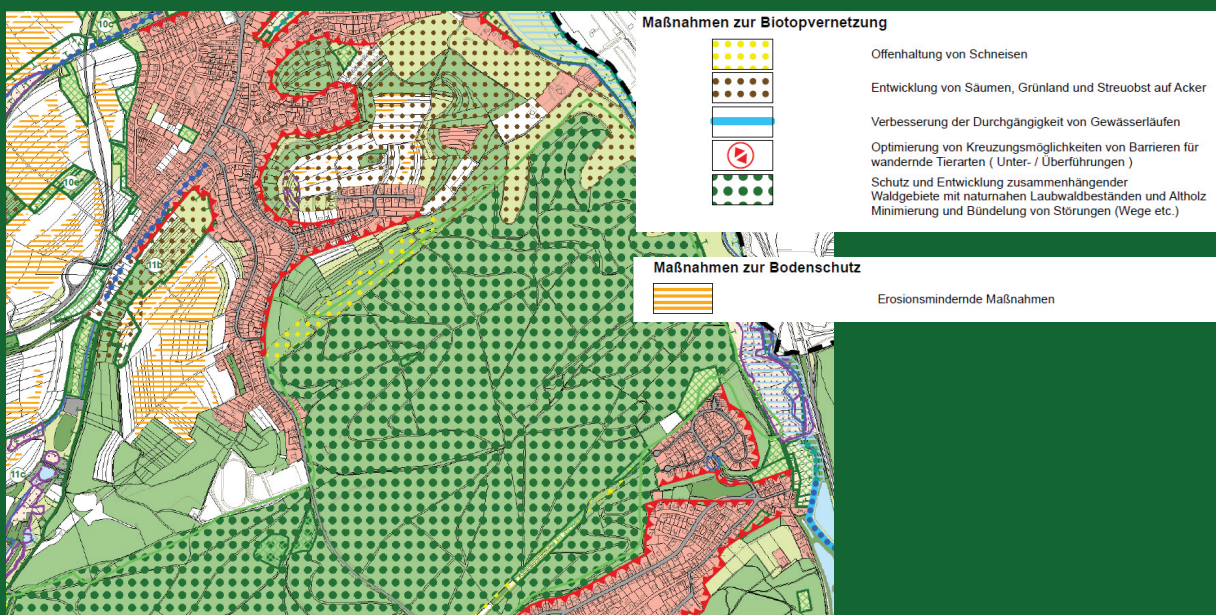 Maßnahmen zur Biotopvernetzung
Offenhaltung von Schneisen
Entwicklung von Säumen, Grünland und Streuobst auf Acker
Verbesserung der Durchgängigkeit von Gewässerläufen
Optimierung von Kreuzungsmöglichkeiten von Barrieren für
wandernde Tierarten ( Unter- / Überführungen )
Schutz und Entwicklung zusammenhängender
Waldgebiete mit naturnahen Laubwaldbeständen und Altholz
Minimierung und Bündelung von Störungen (Wege etc.)
Maßnahmen zur Bodenschutz
Erosionsmindernde Maßnahmen
10c
10e
11b
11c